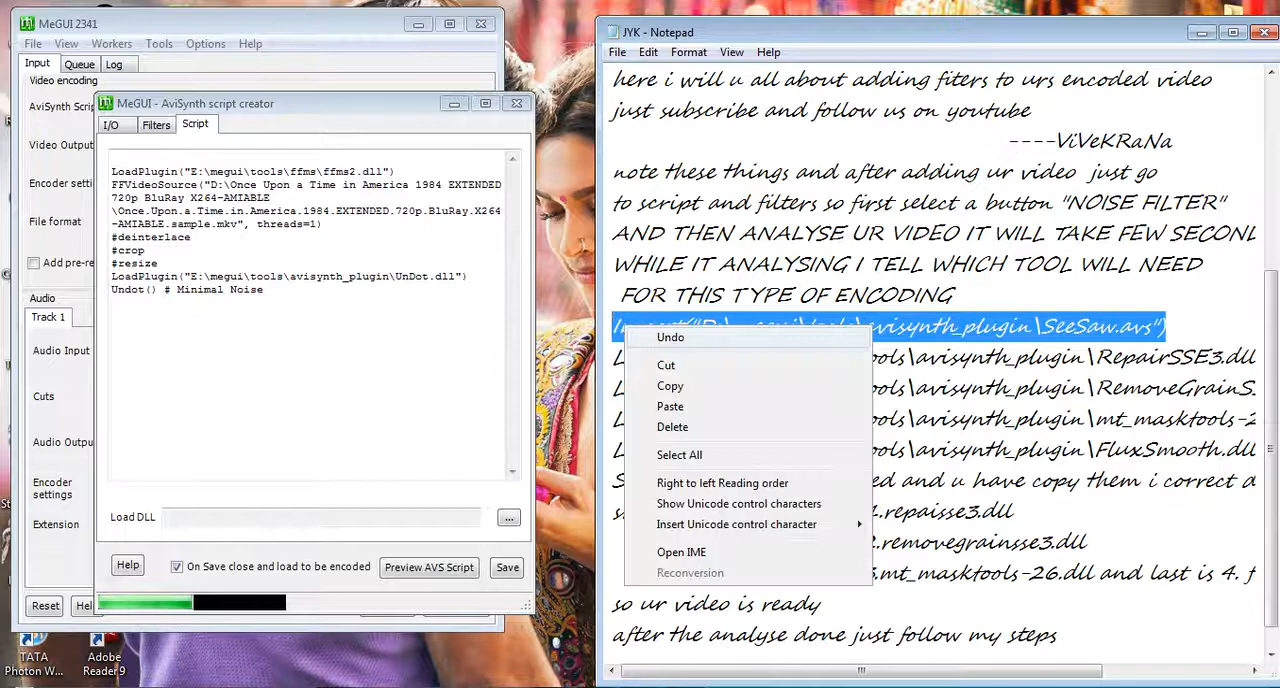 MeGUI 2341
File View Workers Tools Options Help
Input Queue Log
Video encoding
AviSynth Scrip
Video Output
Encoder setti
File format
Add pre-re
Audio
Track 1
Audio Input
Cuts
Audio Outpu
Encoder
settings
Extension
Reset Hel
MeGUI - AviSynth script creator
I/O Filters Script
LoadPlugin("E:\megui\tools\ffms\ffms2.dll")
FFVideoSource("D:\Once Upon a Time in America 1984 EXTENDED
720p BluRay X264-AMIABLE
\Once.Upon.a.Time.in.America.1984.EXTENDED.720p.BluRay.X264
-AMIABLE.sample.mkv", threads=1)
#deinterlace
#crop
#resize
LoadPlugin("E:\megui\tools\avisynth_plugin\UnDot.dll")
Undot() # Minimal Noise
Load DLL ...
Help On Save close and load to be encoded Preview AVS Script Save
TATA
Photon W...
Adobe
Reader 9
JYK - Notepad
File Edit Format View Help
here i will u all about adding fiters to urs encoded video
just subscribe and follow us on youtube
----ViVeKRaNa
note these things and after adding ur video just go
to script and filters so first select a button "NOISE FILTER"
AND THEN ANALYSE UR VIDEO IT WILL TAKE FEW SECOND
WHILE IT ANALYSING I TELL WHICH TOOL WILL NEED
FOR THIS TYPE OF ENCODING
avisynth_plugin\SeeSaw.avs")
ools\avisynth_plugin\RepairSSE3.dll
ools\avisynth_plugin\RemoveGrainS
ools\avisynth_plugin\mt_masktools-2
ools\avisynth_plugin\FluxSmooth.dll
ed and u have copy them i correct d
1.repaisse3.dll
2.removegrainsse3.dll
3.mt_masktools-26.dll and last is 4. f
so ur video is ready
after the analyse done just follow my steps
Undo
Cut
Copy
Paste
Delete
Select All
Right to left Reading order
Show Unicode control characters
Insert Unicode control character
Open IME
Reconversion